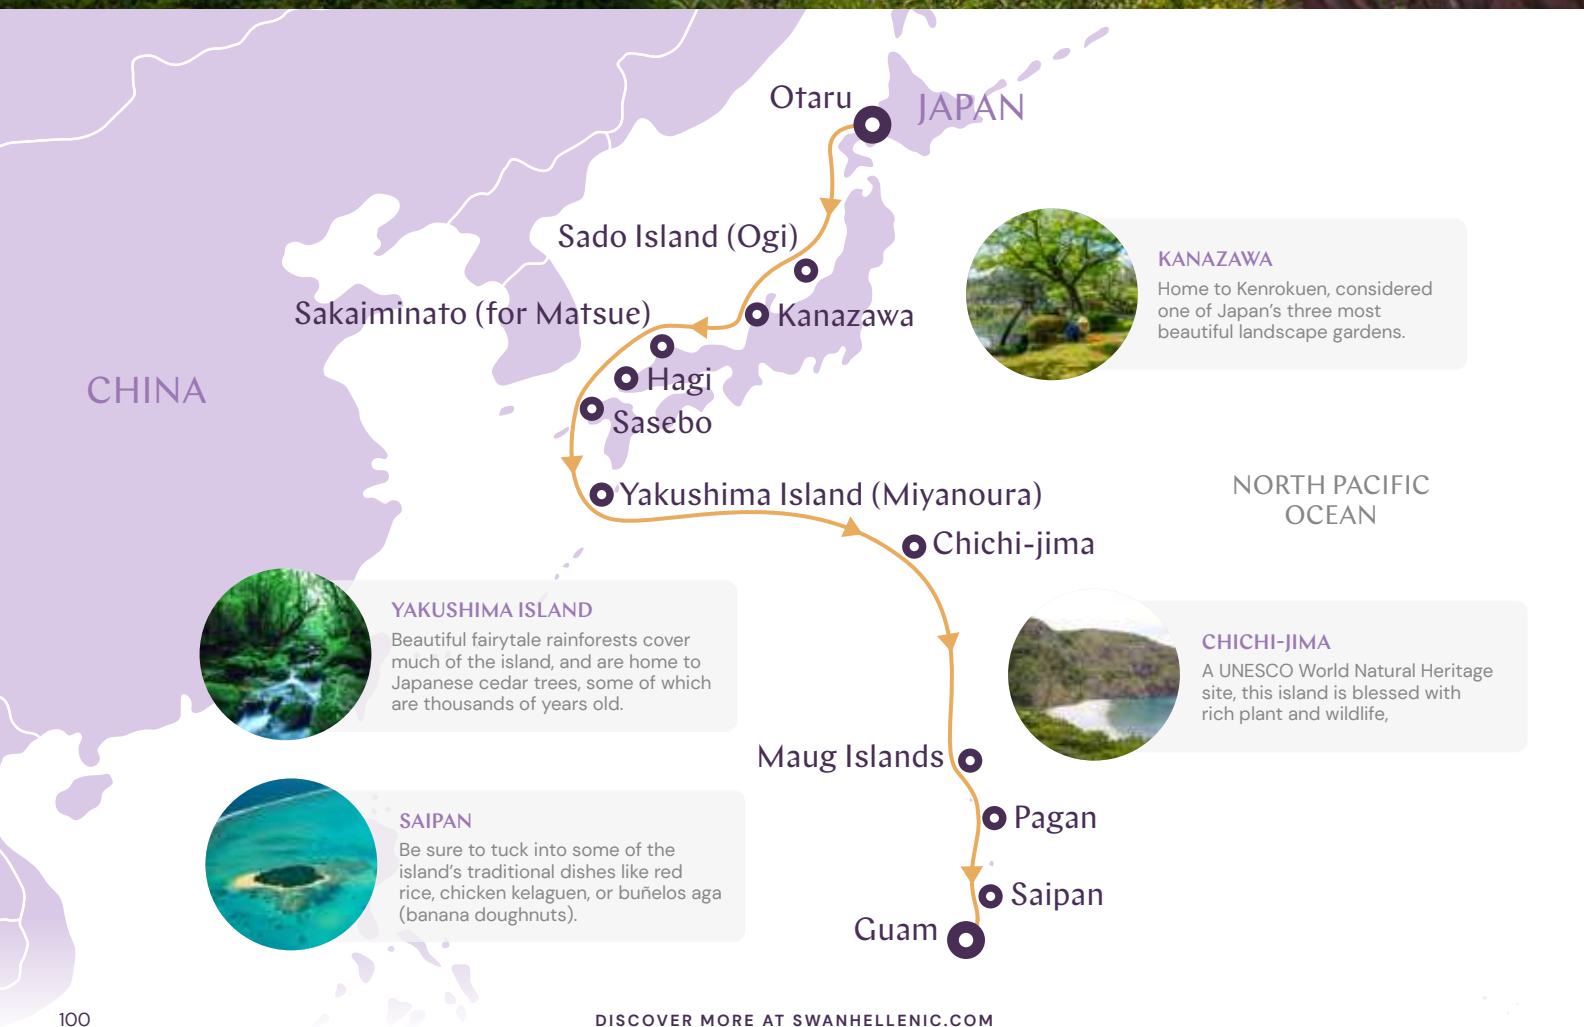 Otaru
JAPAN
Sado Island (Ogi)
KANAZAWA
Home to Kenrokuen, considered
one of Japan's three most
beautiful landscape gardens.
Sakaiminato (for Matsue)
Kanazawa
CHINA
Hagi
Sasebo
Yakushima Island (Miyanoura)
NORTH PACIFIC
OCEAN
Chichi-jima
YAKUSHIMA ISLAND
Beautiful fairytale rainforests cover
much of the island, and are home to
Japanese cedar trees, some of which
are thousands of years old.
CHICHI-JIMA
A UNESCO World Natural Heritage
site, this island is blessed with
rich plant and wildlife,
Maug Islands
Pagan
SAIPAN
Be sure to tuck into some of the
island's traditional dishes like red
rice, chicken kelaguen, or buñelos aga
(banana doughnuts).
Saipan
Guam
100
DISCOVER MORE AT SWANHELLENIC.COM